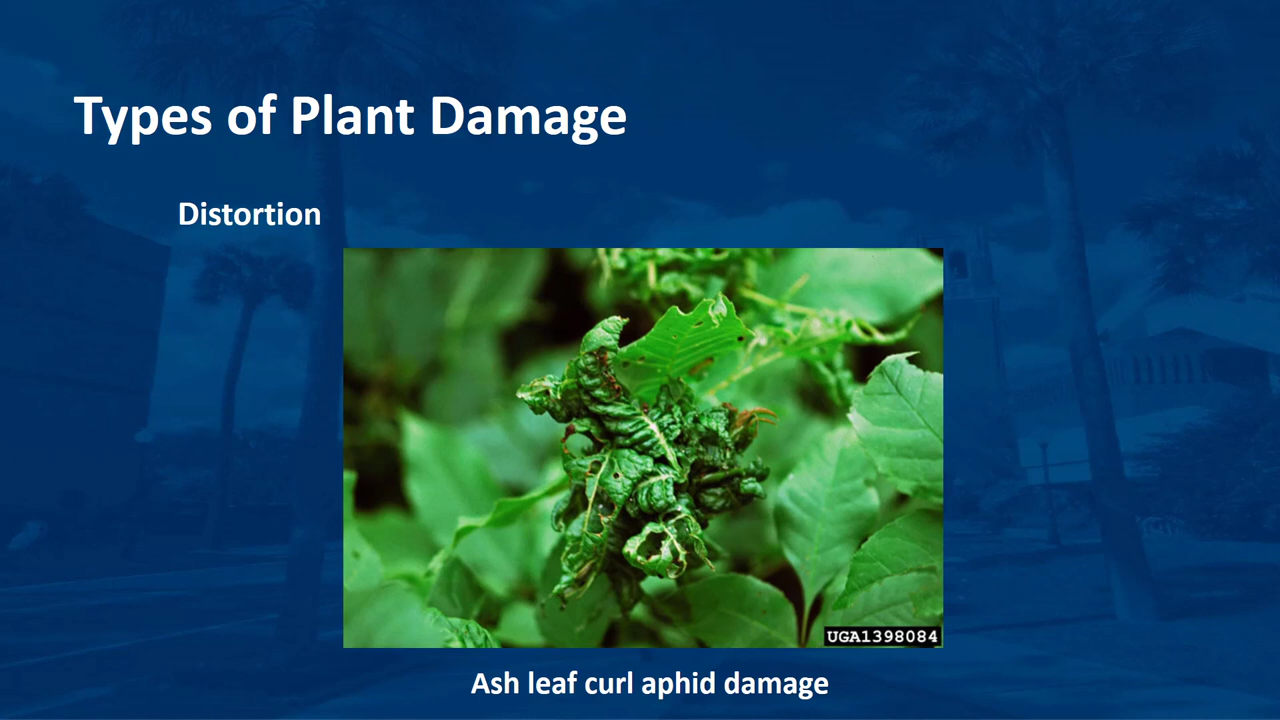 Types of Plant Damage
Distortion
UGA1398084
Ash leaf curl aphid damage